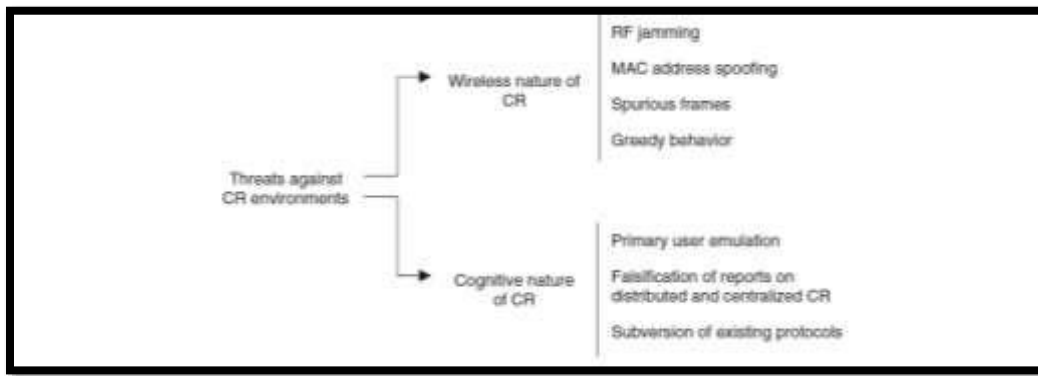 Threats against
CR environments
Wireless nature of
CR
RF jamming
MAC address spoofing
Spurious frames
Greedy behavior
Cognitive nature
of CR
Primary user emulation
Falsification of reports on
distributed and centralized CR
Subversion of existing protocols